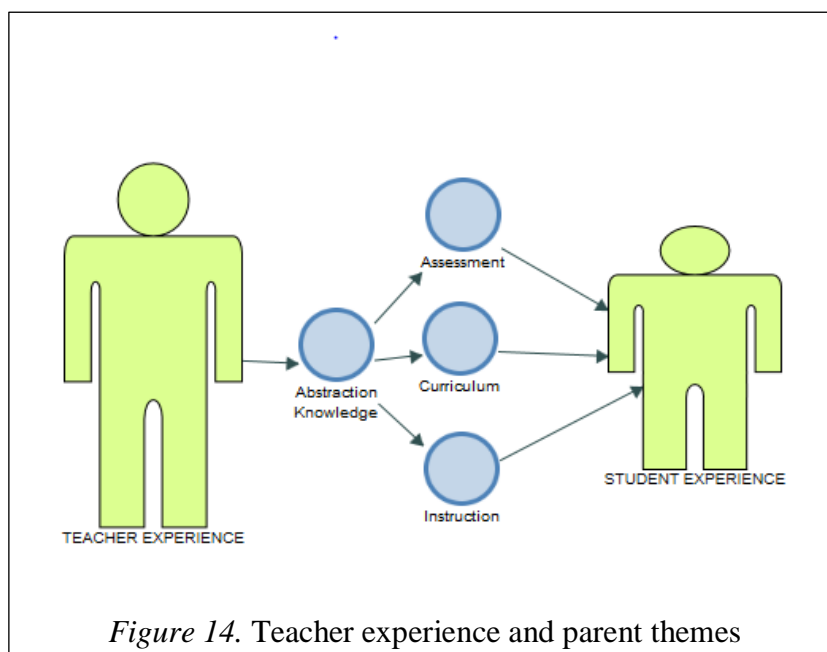 Assessment
Abstraction
Knowledge
Curriculum
Instruction
TEACHER EXPERIENCE
STUDENT EXPERIENCE
Figure 14. Teacher experience and parent themes